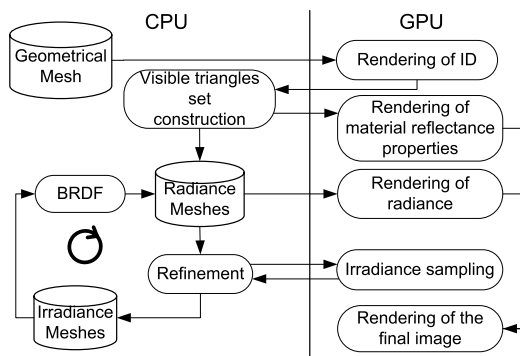 CPU
GPU
Geometrical
Mesh
Rendering of ID
Visible triangles
set
construction
Rendering of
material reflectance
properties
BRDF
Radiance
Meshes
Rendering of
radiance
Refinement
Irradiance sampling
Irradiance
Meshes
Rendering of the
final image